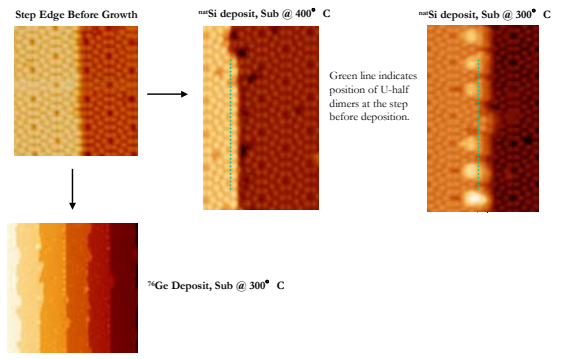 Step Edge Before Growth
natSi deposit, Sub @ 400° C
natSi deposit, Sub @ 300° C
Green line indicates
position of U-half
dimers at the step
before deposition.
76Ge Deposit, Sub @ 300° C